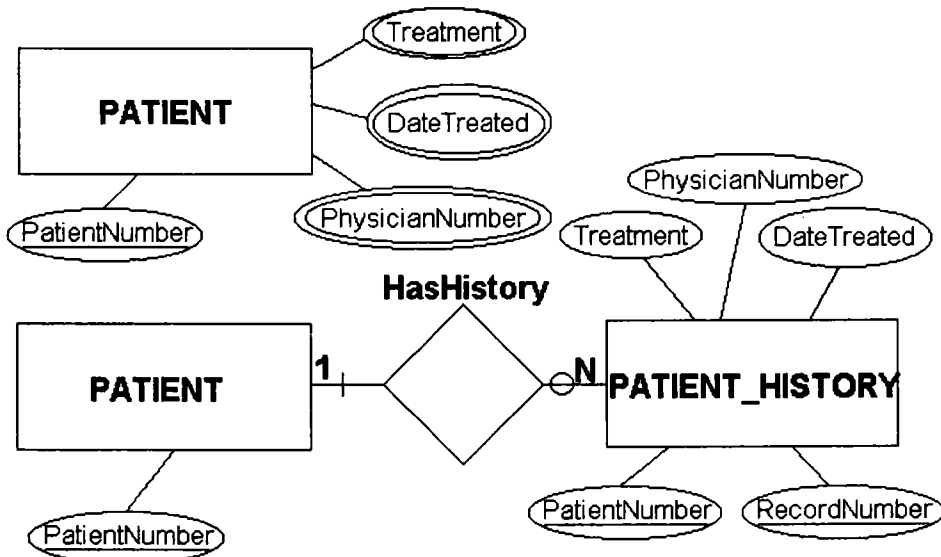 Treatment
PATIENT
DateTreated
PhysicianNumber
PatientNumber
PhysicianNumber
Treatment
DateTreated
HasHistory
PATIENT
1
N
PATIENT_HISTORY
PatientNumber
PatientNumber
RecordNumber